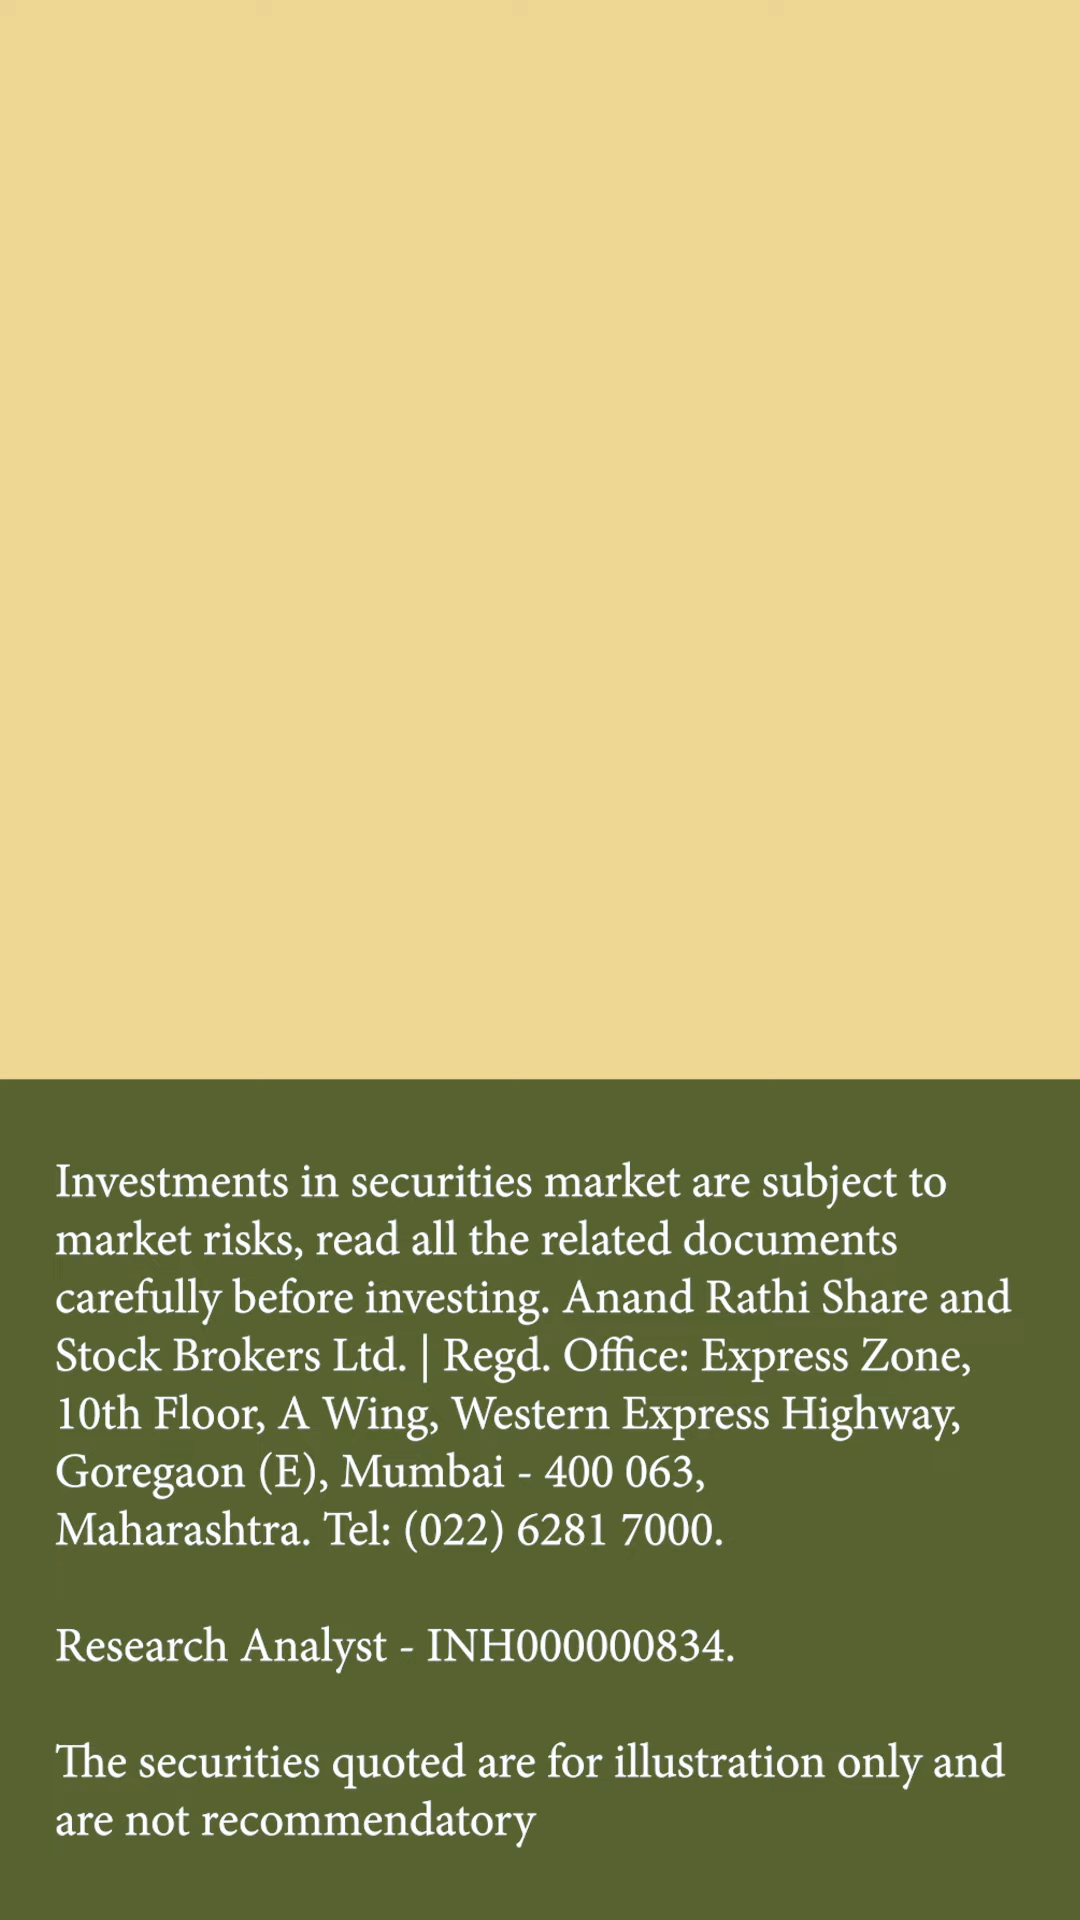 Investments in securities market are subject to
market risks, read all the related documents
carefully before investing. Anand Rathi Share and
Stock Brokers Ltd. | Regd. Office: Express Zone,
10th Floor, A Wing, Western Express Highway,
Goregaon (E), Mumbai - 400 063,
Maharashtra. Tel: (022) 6281 7000.
Research Analyst - INH000000834.
The securities quoted are for illustration only and
are not recommendatory